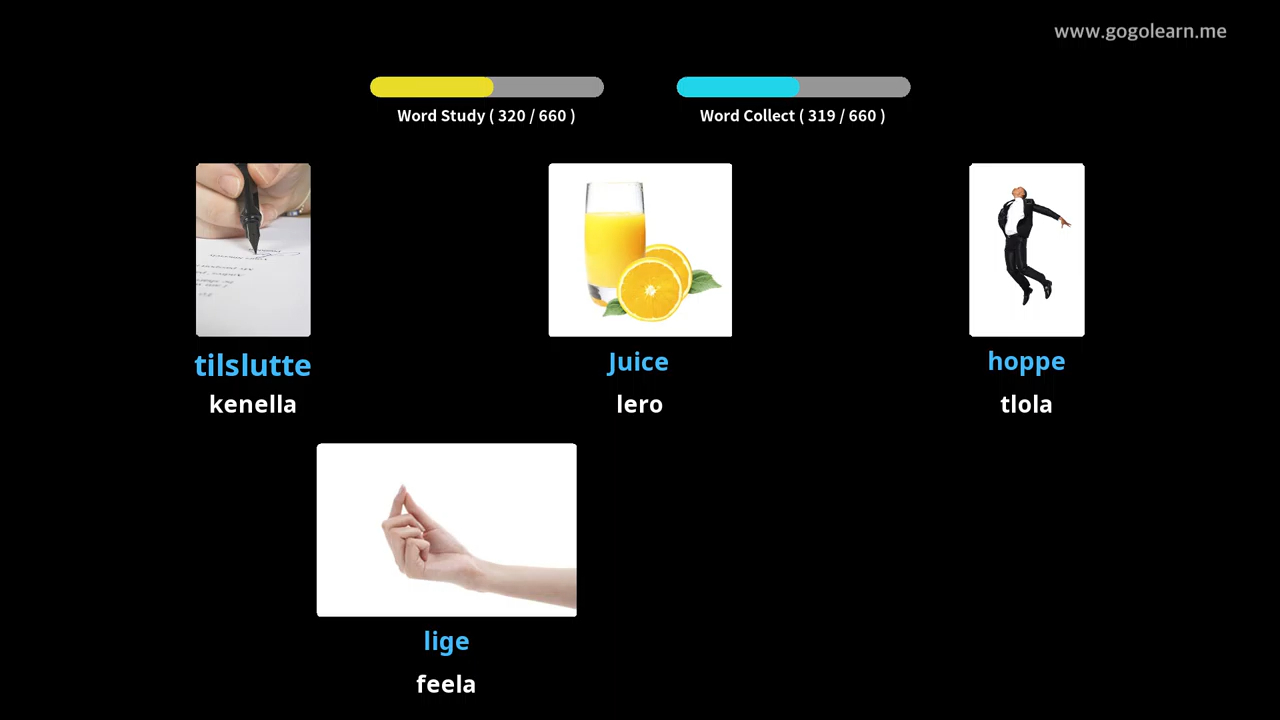 www.gogolearn.me
Word Study ( 320 / 660 )
Word Collect ( 319 / 660 )
tilslutte
kenella
Juice
lero
hoppe
tlola
lige
feela